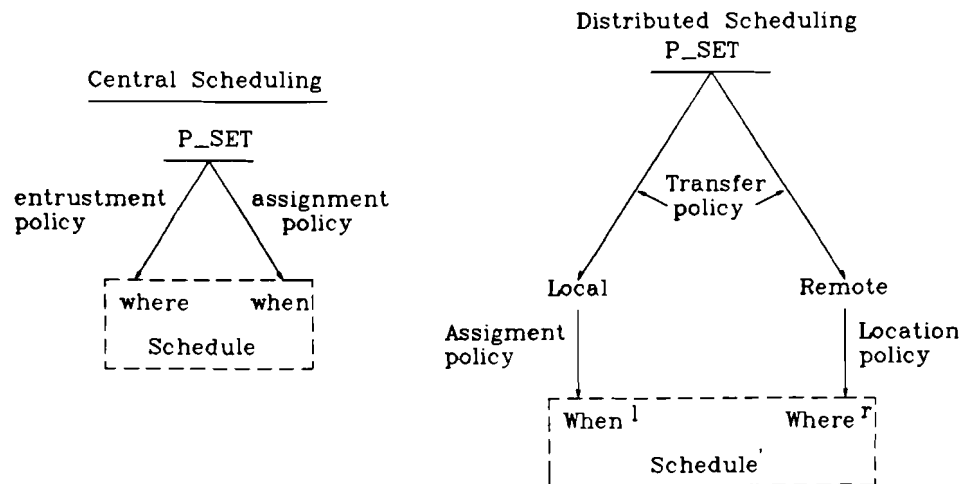 Central Scheduling
P_SET
entrustment
policy
assignment
policy
where when
Schedule
Distributed Scheduling
P_SET
Transfer
policy
Local Remote
Assigment
policy
Location
policy
When l Where r
Schedule'